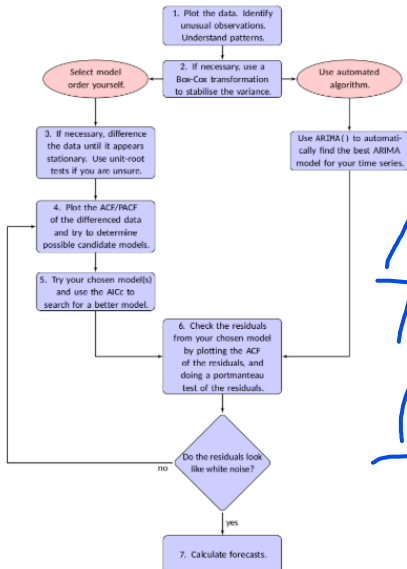 1. Plot the data. Identify
unusual observations.
Understand patterns.
Select model
order yourself.
2. If necessary, use a
Box-Cox transformation
to stabilise the variance.
Use automated
algorithm.
3. If necessary, difference
the data until it appears
stationary. Use unit-root
tests if you are unsure.
Use ARIMA() to automati-
cally find the best ARIMA
model for your time series.
4. Plot the ACF/PACF
of the differenced data
and try to determine
possible candidate models.
5. Try your chosen model(s)
and use the AICc to
search for a better model.
6. Check the residuals
from your chosen model
by plotting the ACF
of the residuals, and
doing a portmanteau
test of the residuals.
Do the residuals look
like white noise?
no
yes
7. Calculate forecasts.